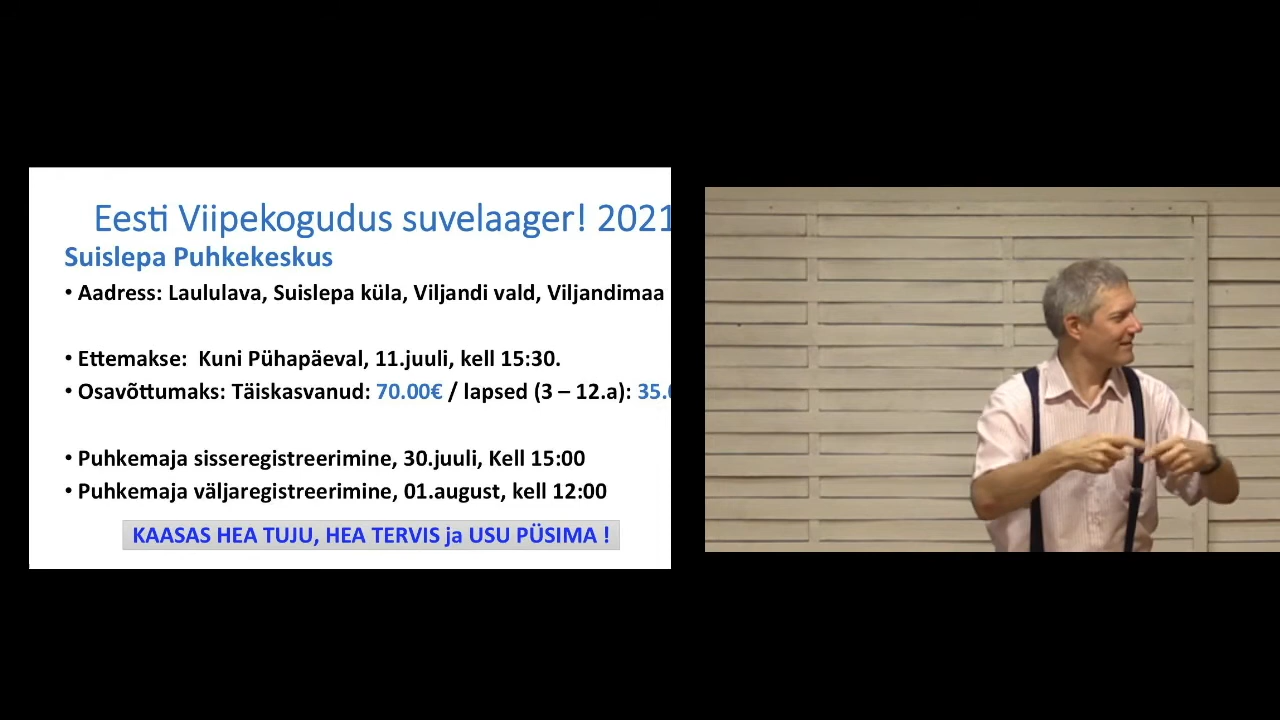 Eesti Viipekogudus suvelaager! 2021
Suislepa Puhkekeskus
• Aadress: Laululava, Suislepa küla, Viljandi vald, Viljandimaa
• Ettemakse: Kuni Pühapäeval, 11.juuli, kell 15:30.
• Osavõttumaks: Täiskasvanud: 70.00€ / lapsed (3 – 12.a):
• Puhkemaja sisseregistreerimine, 30.juuli, Kell 15:00
• Puhkemaja väljaregistreerimine, 01.august, kell 12:00
KAASAS HEA TUJU, HEA TERVIS ja USU PÜSIMA !